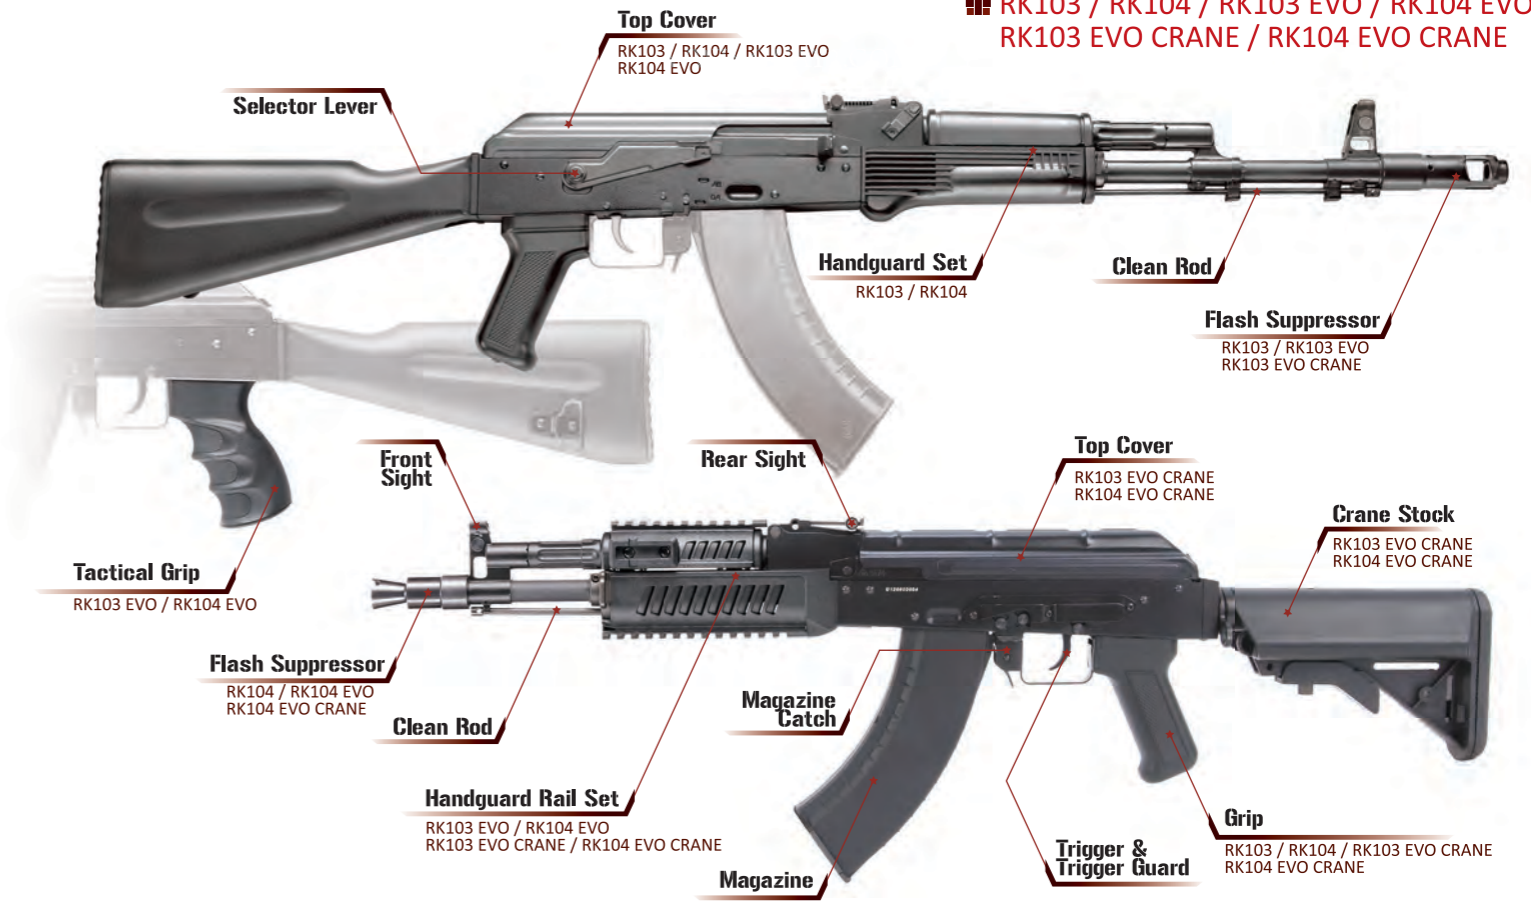 RK103 / RK104 / RK103 EVO / RK104 EVO
RK103 EVO CRANE / RK104 EVO CRANE
Top Cover
RK103 / RK104 / RK103 EVO
RK104 EVO
Selector Lever
Handguard Set
RK103 / RK104
Clean Rod
Flash Suppressor
RK103 / RK103 EVO
RK103 EVO CRANE
Tactical Grip
RK103 EVO / RK104 EVO
Front
Sight
Rear Sight
Top Cover
RK103 EVO CRANE
RK104 EVO CRANE
Crane Stock
RK103 EVO CRANE
RK104 EVO CRANE
Flash Suppressor
RK104 / RK104 EVO
RK104 EVO CRANE
Clean Rod
Magazine
Catch
Handguard Rail Set
RK103 EVO / RK104 EVO
RK103 EVO CRANE / RK104 EVO CRANE
Magazine
Trigger &
Trigger Guard
Grip
RK103 / RK104 / RK103 EVO CRANE
RK104 EVO CRANE